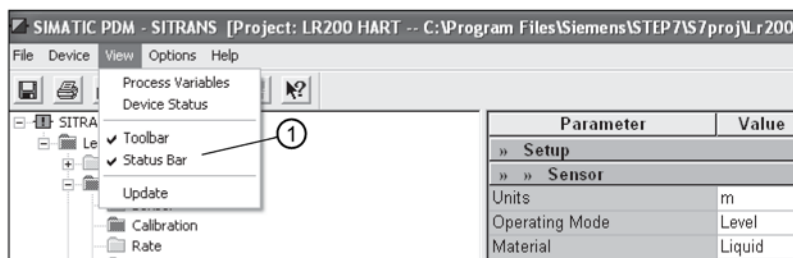 SIMATIC PDM - SITRANS [Project: LR200 HART -- C:\Program Files\Siemens\STEP7\S7proj\Lr200
File Device View Options Help
Process Variables
Device Status
Toolbar
Status Bar
Update
1
SITRA
Le
Calibration
Rate
Parameter Value
» Setup
» » Sensor
Units m
Operating Mode Level
Material Liquid